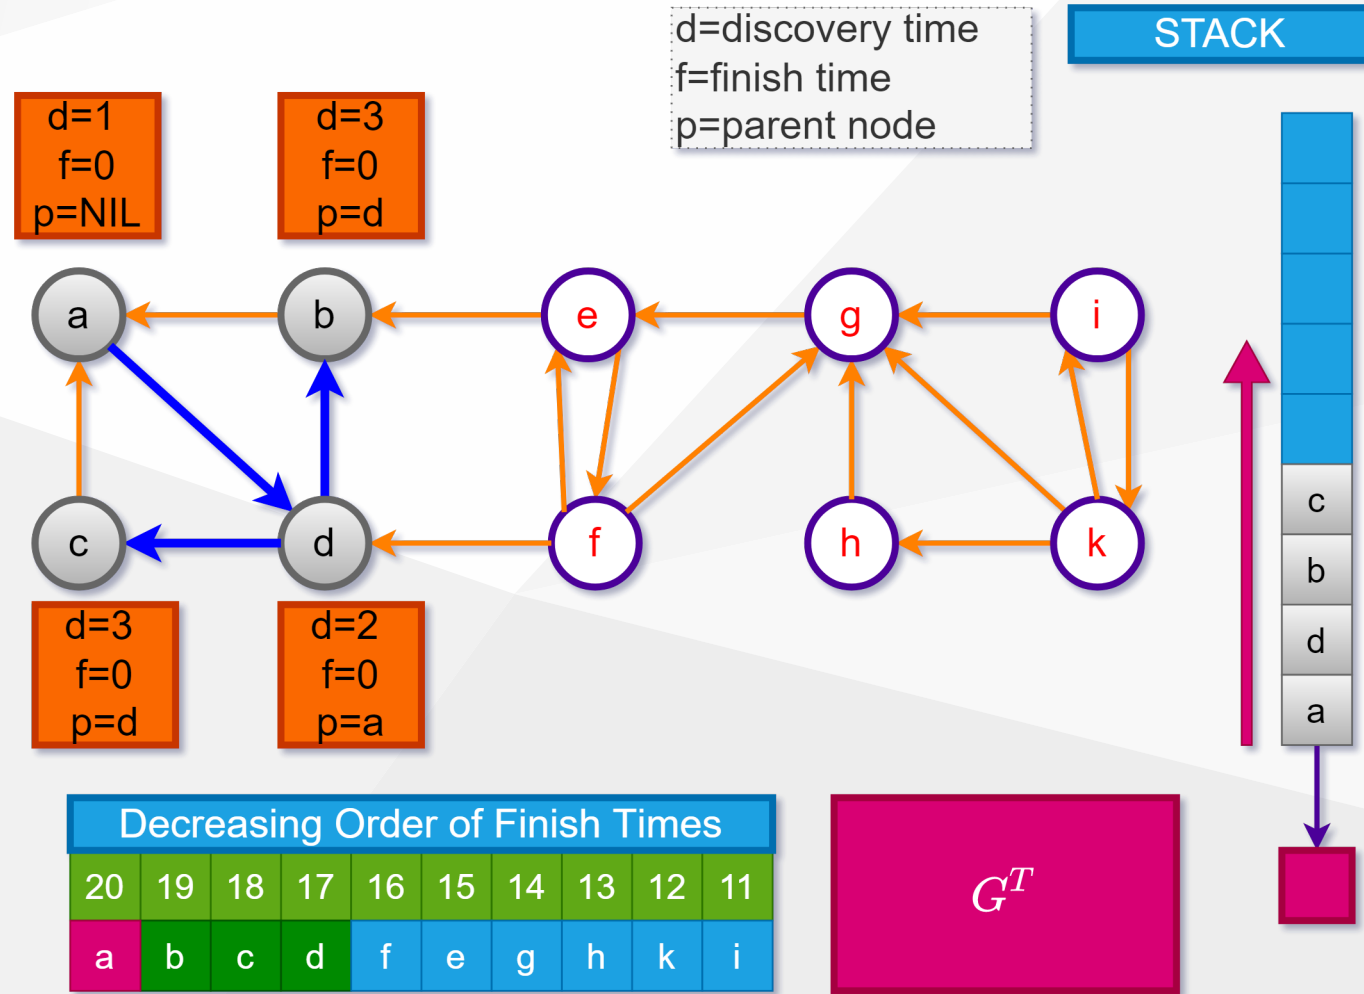 d=discovery time
f=finish time
p=parent node
STACK
d=1
f=0
p=NIL
d=3
f=0
p=d
a
b
e
g
i
c
d
f
h
k
d=3
f=0
p=d
d=2
f=0
p=a
c
b
d
a
Decreasing Order of Finish Times
20 19 18 17 16 15 14 13 12 11
a b c d f e g h k i
G^T